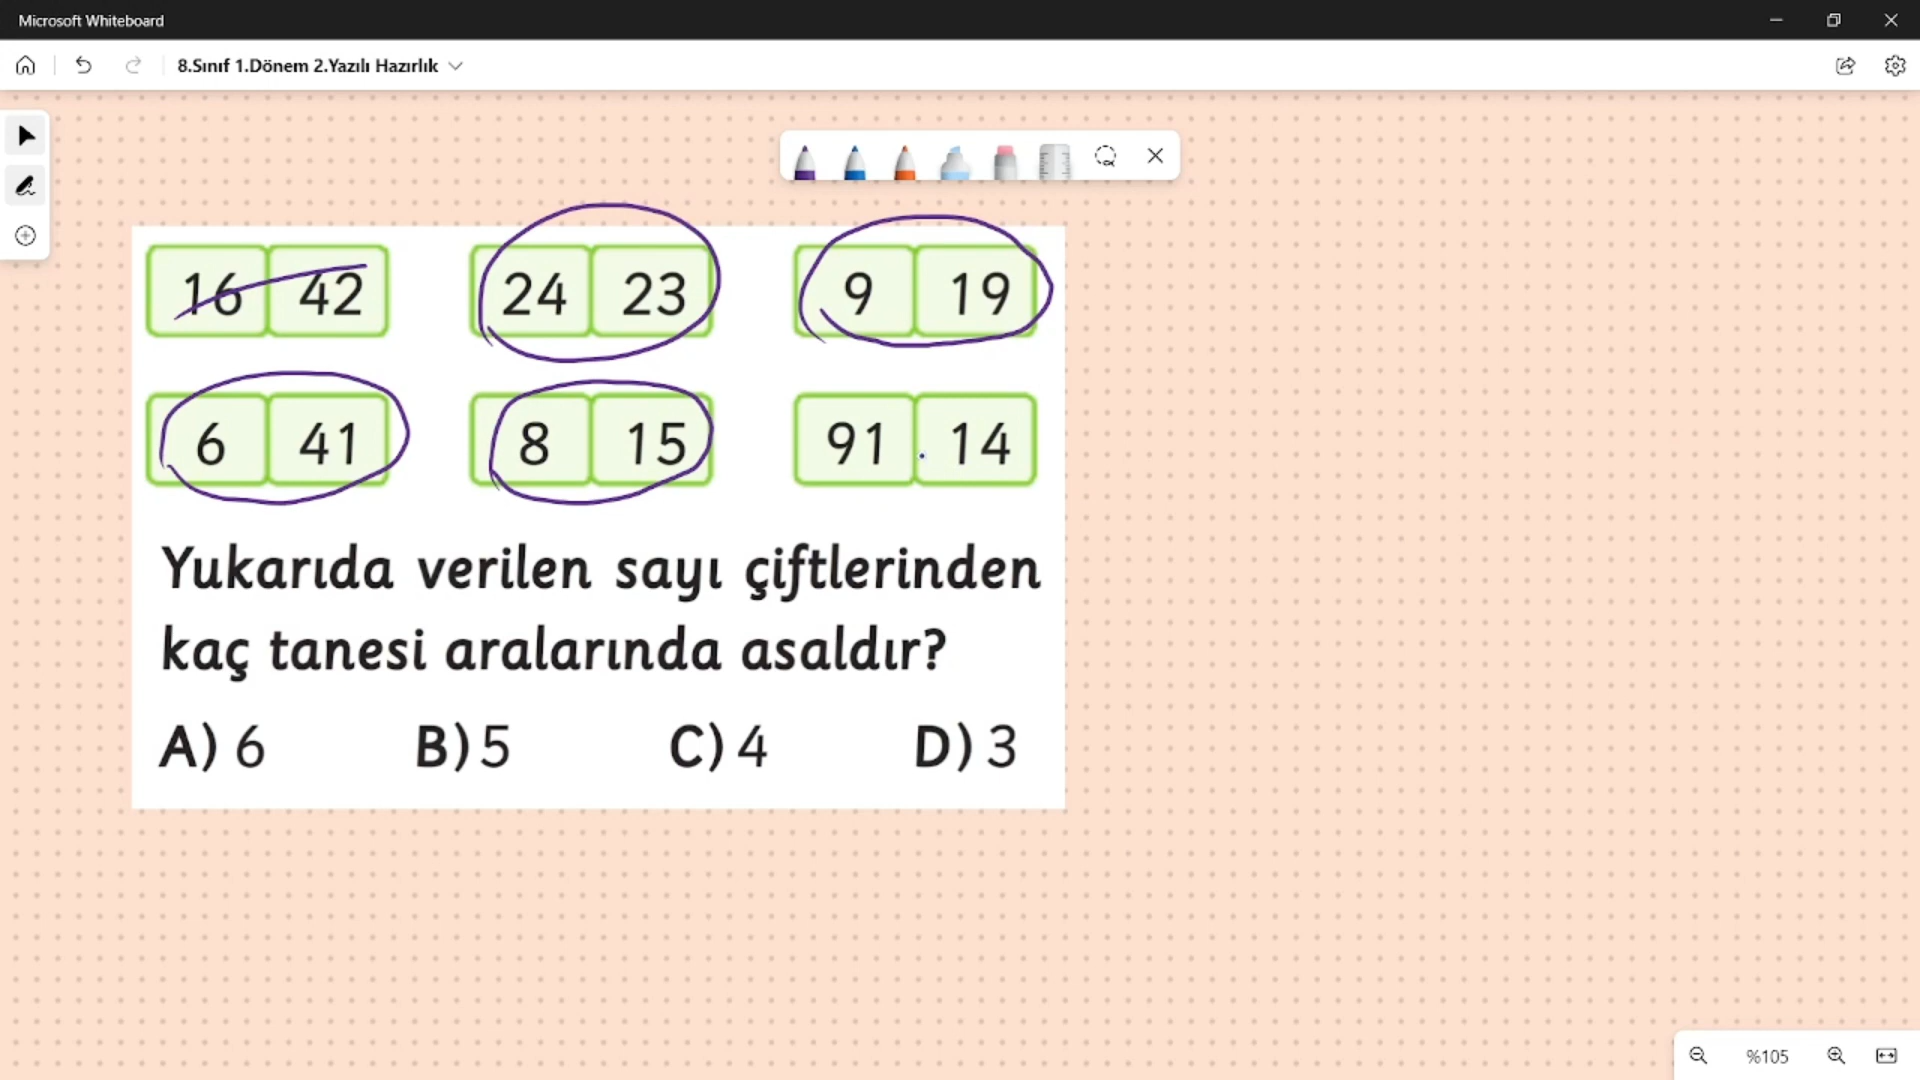 Microsoft Whiteboard
8.Sınıf 1.Dönem 2.Yazılı Hazırlık
16 42 24 23 9 19
6 41 8 15 91 14
Yukarıda verilen sayı çiftlerinden
kaç tanesi aralarında asaldır?
A) 6 B) 5 C) 4 D) 3
%105